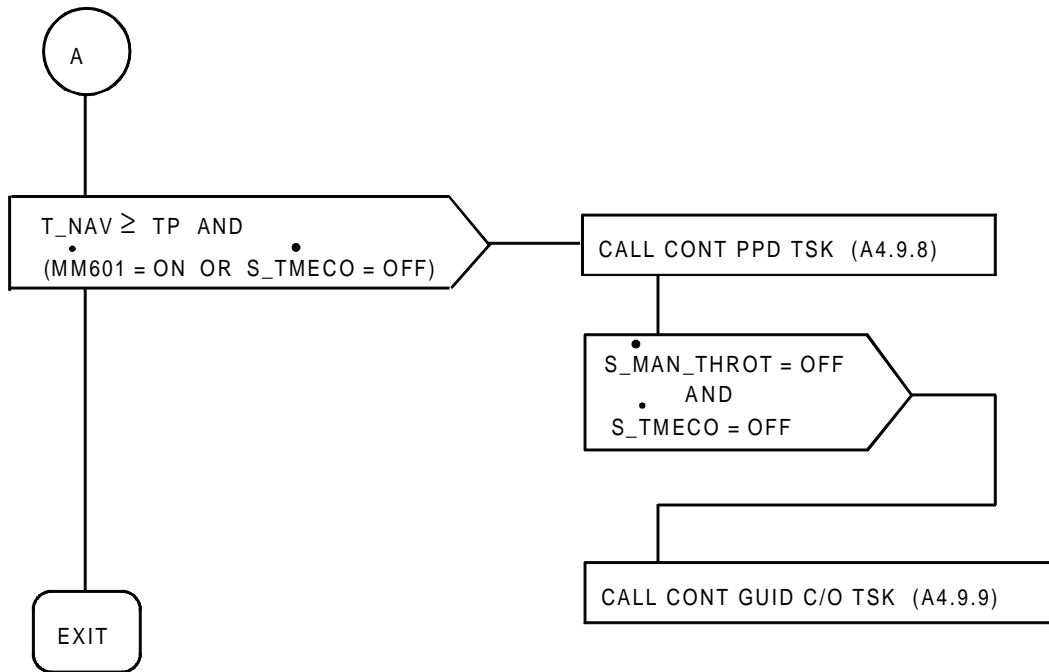 A
T_NAV ≥ TP AND
(MM601 = ON OR S_TMECO = OFF)
CALL CONT PPD TSK (A4.9.8)
S_MAN_THROT = OFF
AND
S_TMECO = OFF
CALL CONT GUID C/O TSK (A4.9.9)
EXIT